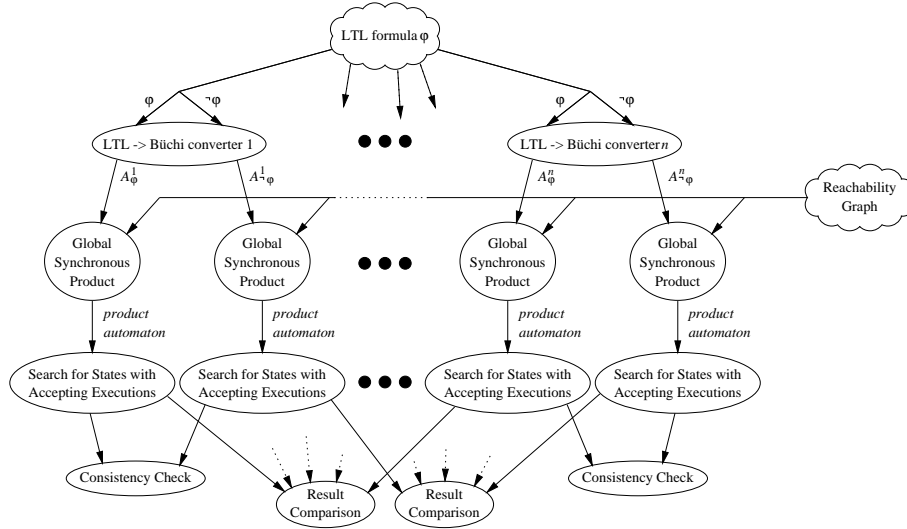 LTL formula φ
φ
¬φ
φ
¬φ
LTL -> Büchi converter 1
LTL -> Büchi converter n
A¹φ
A¹¬φ
Aⁿφ
Aⁿ¬φ
Reachability
Graph
Global
Synchronous
Product
Global
Synchronous
Product
Global
Synchronous
Product
Global
Synchronous
Product
product
automaton
product
automaton
product
automaton
product
automaton
Search for States with
Accepting Executions
Search for States with
Accepting Executions
Search for States with
Accepting Executions
Search for States with
Accepting Executions
Consistency Check
Result
Comparison
Result
Comparison
Consistency Check